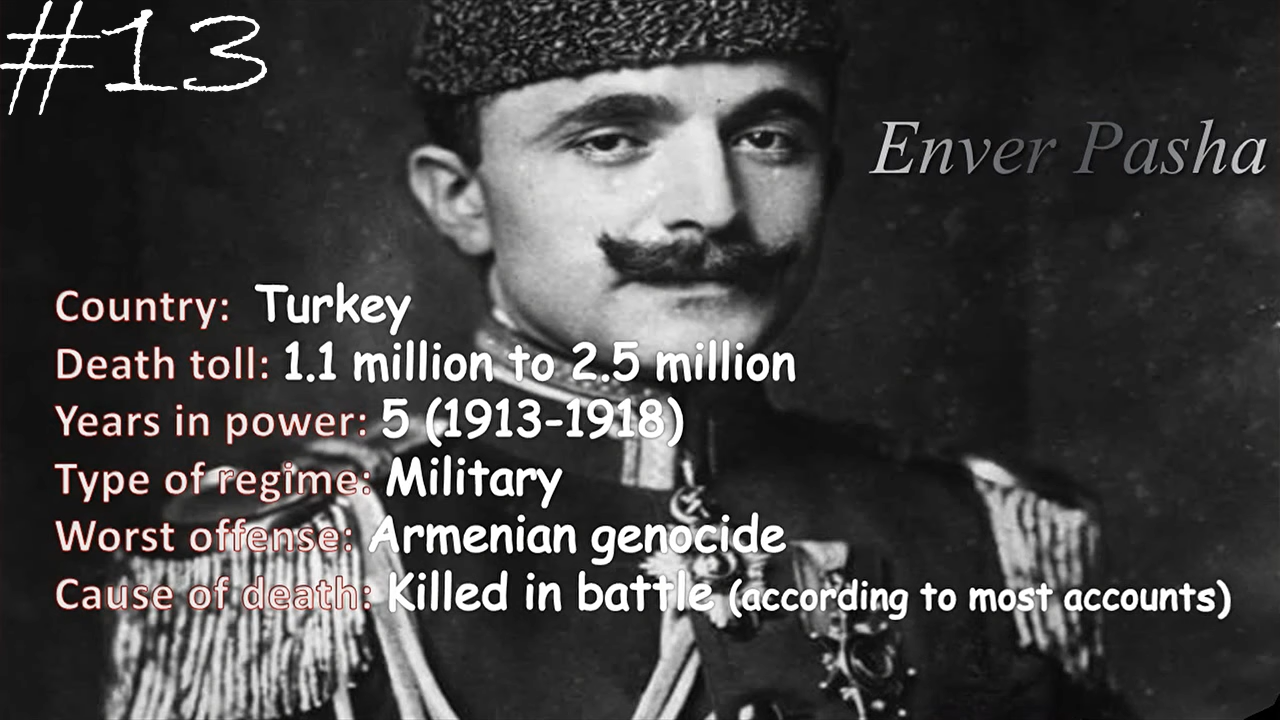 #13
Enver Pasha
Country: Turkey
Death toll: 1.1 million to 2.5 million
Years in power: 5 (1913-1918)
Type of regime: Military
Worst offense: Armenian genocide
Cause of death: Killed in battle (according to most accounts)